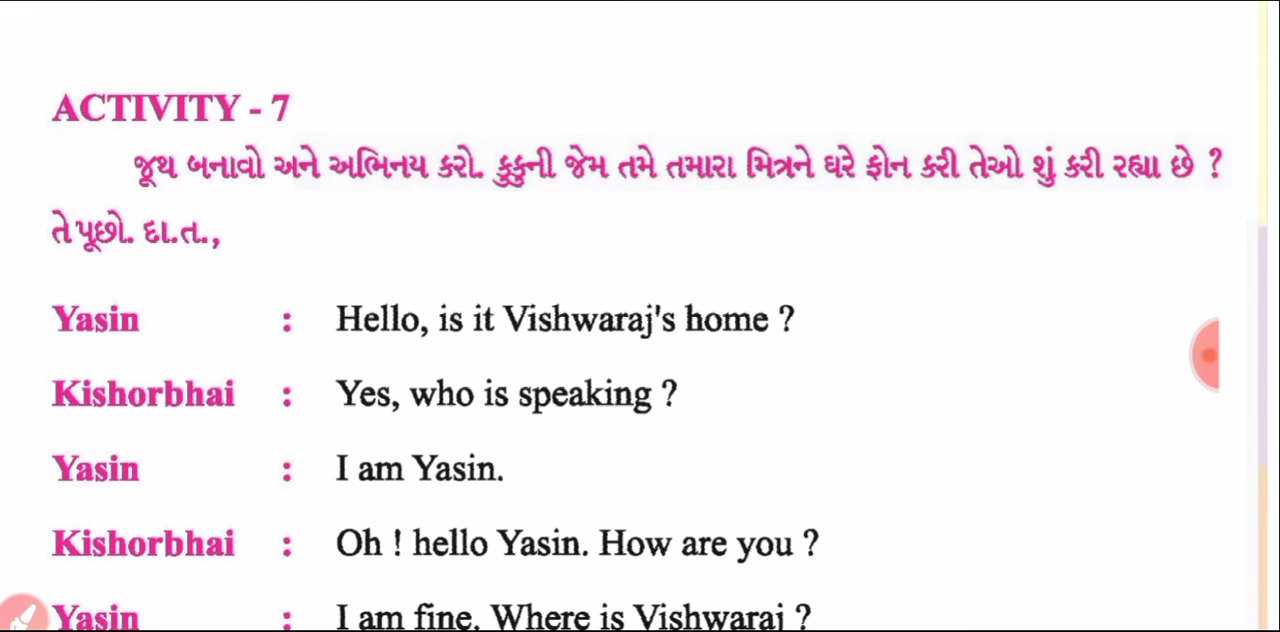 ACTIVITY - 7
જૂથ બનાવો અને અભિનય કરો. કુકુની જેમ તમે તમારા મિત્રને ઘરે ફોન કરી તેઓ શું કરી રહ્યા છે ?
તે પૂછો. દા.ત.,
Yasin : Hello, is it Vishwaraj's home ?
Kishorbhai : Yes, who is speaking ?
Yasin : I am Yasin.
Kishorbhai : Oh ! hello Yasin. How are you ?
Yasin : I am fine. Where is Vishwaraj ?